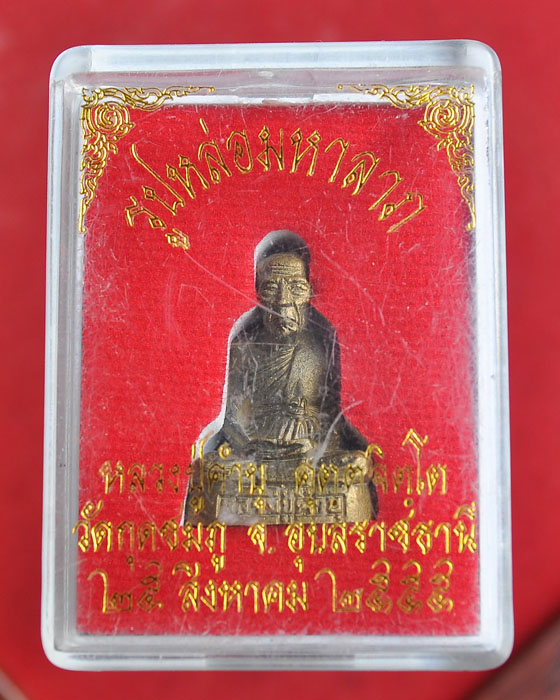 รูปหล่อมหาลาภ
หลวงปู่คำบุ คุตฺตจิตฺโต
วัดกุดชมภู จ. อุบลราชธานี
๒๕ สิงหาคม ๒๕๕๕